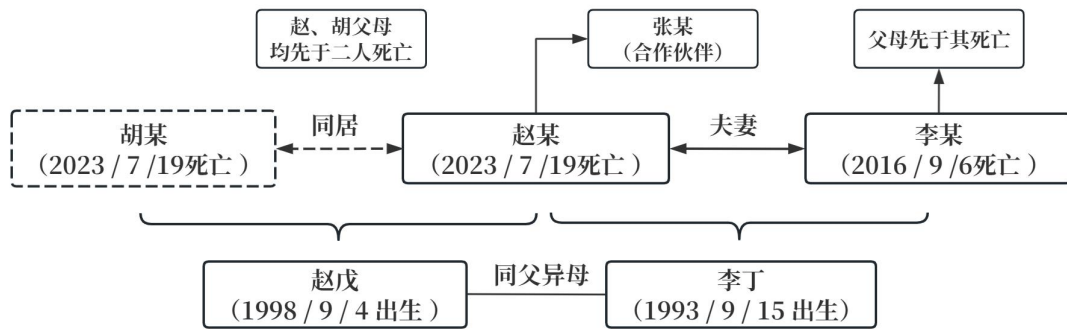 赵、胡父母
均先于二人死亡
张某
（合作伙伴）
父母先于其死亡
胡某
（2023 / 7 /19死亡 ）
同居
赵某
（2023 / 7 /19死亡 ）
夫妻
李某
（2016 / 9 /6死亡 ）
赵戊
（1998 / 9 / 4 出生 ）
同父异母
李丁
（1993 / 9 / 15 出生）